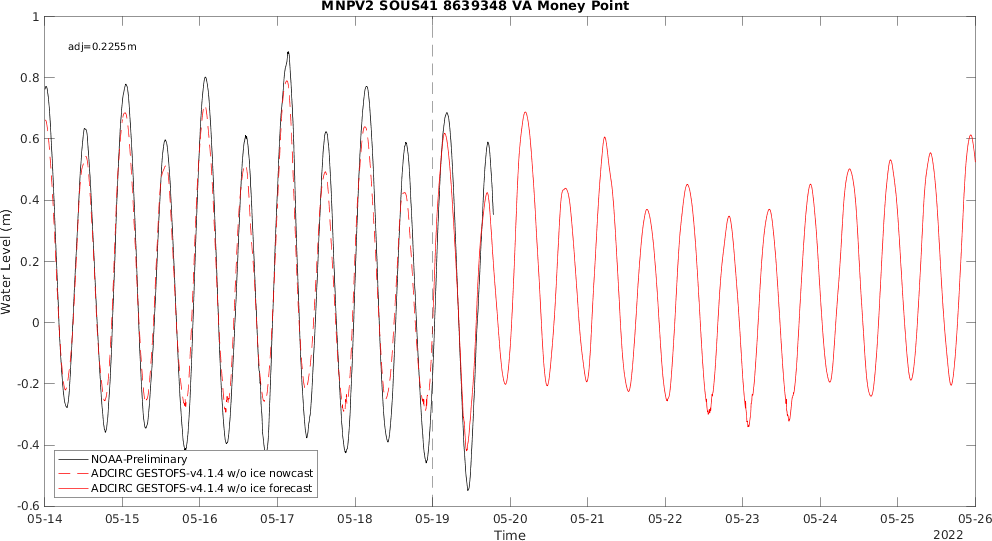 MNPV2 SOUS41 8639348 VA Money Point
1
0.8
0.6
0.4
0.2
0
-0.2
-0.4
-0.6
Water Level (m)
adj=0.2255m
NOAA-Preliminary
ADCIRC GESTOFS-v4.1.4 w/o ice nowcast
ADCIRC GESTOFS-v4.1.4 w/o ice forecast
05-14 05-15 05-16 05-17 05-18 05-19 05-20 05-21 05-22 05-23 05-24 05-25 05-26
Time
2022